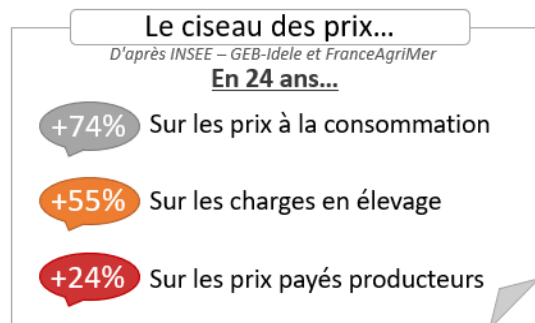 Le ciseau des prix...
D'après INSEE – GEB-Idele et FranceAgriMer
En 24 ans...
+74% Sur les prix à la consommation
+55% Sur les charges en élevage
+24% Sur les prix payés producteurs